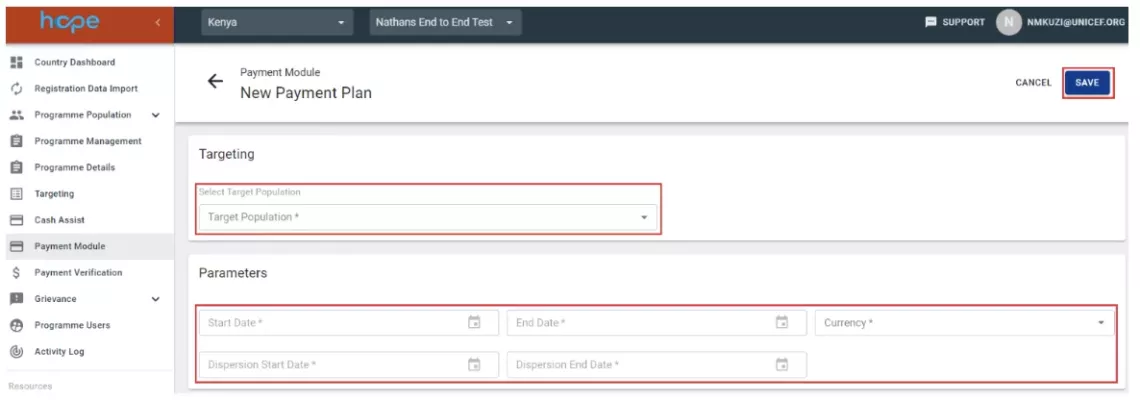 hope
Kenya
Nathans End to End Test
SUPPORT
N
NMKUZI@UNICEF.ORG
Country Dashboard
Registration Data Import
Programme Population
Programme Management
Programme Details
Targeting
Cash Assist
Payment Module
Payment Verification
Grievance
Programme Users
Activity Log
Resources
Payment Module
New Payment Plan
CANCEL
SAVE
Targeting
Select Target Population
Target Population *
Parameters
Start Date *
End Date *
Currency *
Dispersion Start Date *
Dispersion End Date *